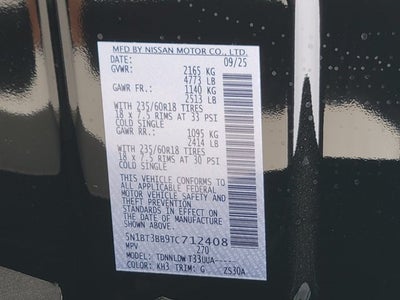 MFD BY NISSAN MOTOR CO., LTD.
DATE: 09/25
GVWR: 2165 KG
4773 LB
GAWR FR.: 1140 KG
2513 LB
WITH 235/60R18 TIRES
18 x 7.5 RIMS AT 33 PSI
COLD SINGLE
GAWR RR.: 1095 KG
2414 LB
WITH 235/60R18 TIRES
18 x 7.5 RIMS AT 30 PSI
COLD SINGLE
THIS VEHICLE CONFORMS TO ALL
APPLICABLE FEDERAL
MOTOR VEHICLE SAFETY AND
THEFT PREVENTION
STANDARDS IN EFFECT ON
THE DATE OF MANUFACTURE
SHOWN ABOVE.
5N1BT3BB9TC712408
MPV 270
MODEL: TDNNLDWT33UUA-----
COLOR: KH3 TRIM: G ZS30A